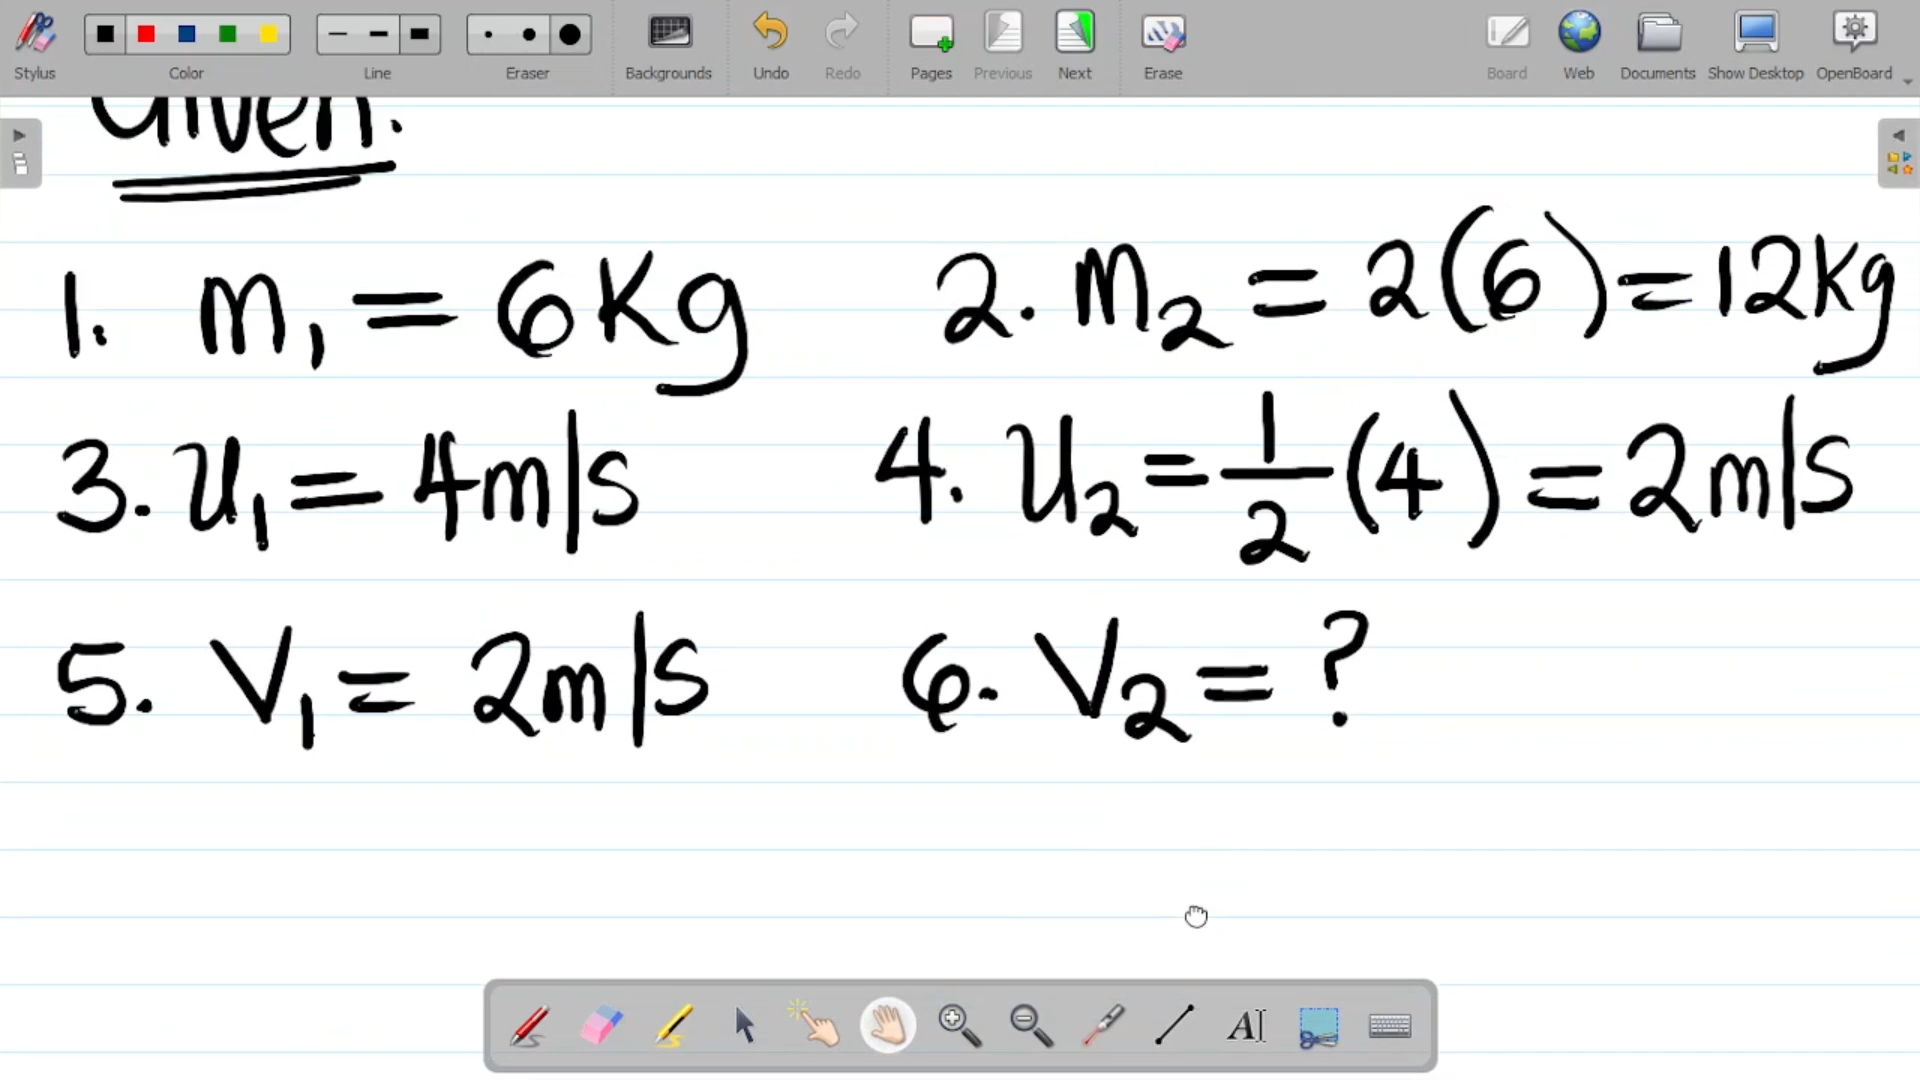 Stylus Color Line Eraser Backgrounds Undo Redo Pages Previous Next Erase Board Web Documents Show Desktop OpenBoard
Given:
1. m₁ = 6Kg 2. m₂ = 2(6) = 12kg
3. u₁ = 4m/s 4. u₂ = 1/2 (4) = 2m/s
5. V₁ = 2m/s 6. V₂ = ?